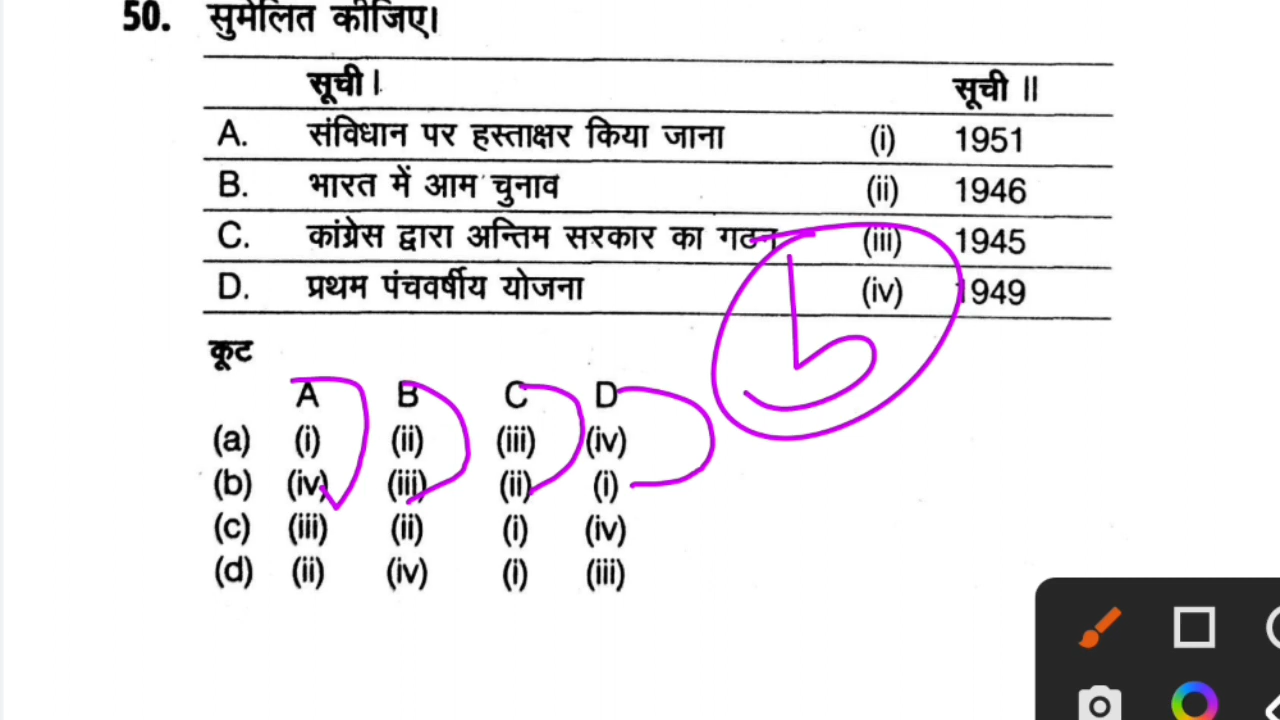 50. सुमेलित कीजिए।
सूची I सूची II
A. संविधान पर हस्ताक्षर किया जाना (i) 1951
B. भारत में आम चुनाव (ii) 1946
C. कांग्रेस द्वारा अन्तिम सरकार का गठन (iii) 1945
D. प्रथम पंचवर्षीय योजना (iv) 1949
b
कूट
A B C D
(a) (i) (ii) (iii) (iv)
(b) (iv) (iii) (ii) (i)
(c) (iii) (ii) (i) (iv)
(d) (ii) (iv) (i) (iii)